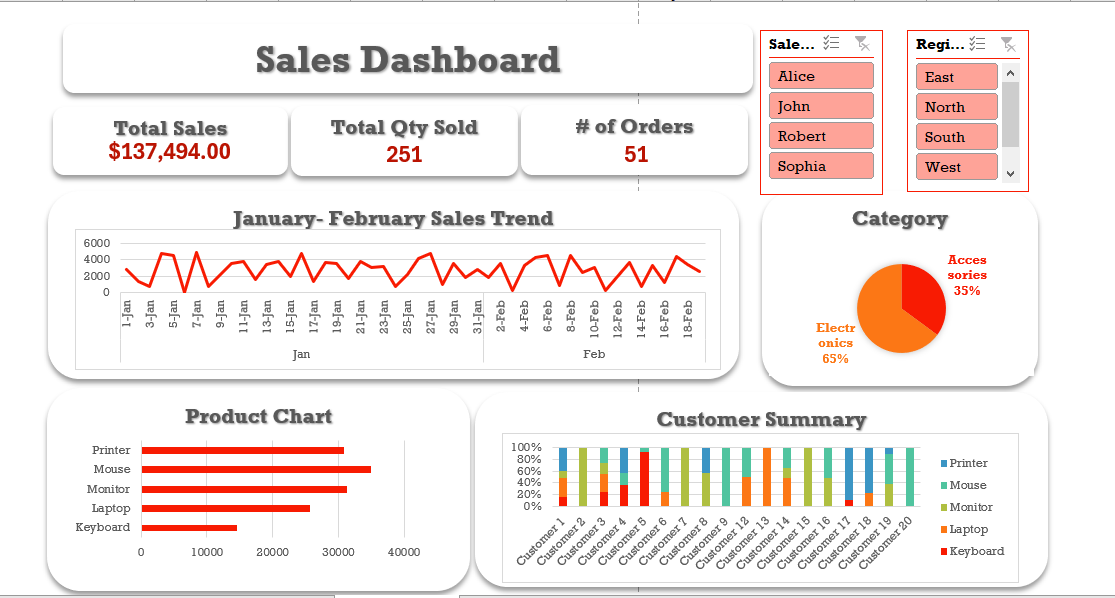 Sales Dashboard
Sale...
Alice
John
Robert
Sophia
Regi...
East
North
South
West
Total Sales
$137,494.00
Total Qty Sold
251
# of Orders
51
January- February Sales Trend
6000
4000
2000
0
1-Jan
3-Jan
5-Jan
7-Jan
9-Jan
11-Jan
13-Jan
15-Jan
17-Jan
19-Jan
21-Jan
23-Jan
25-Jan
27-Jan
29-Jan
31-Jan
2-Feb
4-Feb
6-Feb
8-Feb
10-Feb
12-Feb
14-Feb
16-Feb
18-Feb
Jan
Feb
Category
Acces
sories
35%
Electr
onics
65%
Product Chart
Printer
Mouse
Monitor
Laptop
Keyboard
0
10000
20000
30000
40000
Customer Summary
100%
80%
60%
40%
20%
0%
Customer 1
Customer 2
Customer 3
Customer 4
Customer 5
Customer 6
Customer 7
Customer 8
Customer 9
Customer 12
Customer 13
Customer 14
Customer 15
Customer 16
Customer 17
Customer 18
Customer 19
Customer 20
Printer
Mouse
Monitor
Laptop
Keyboard